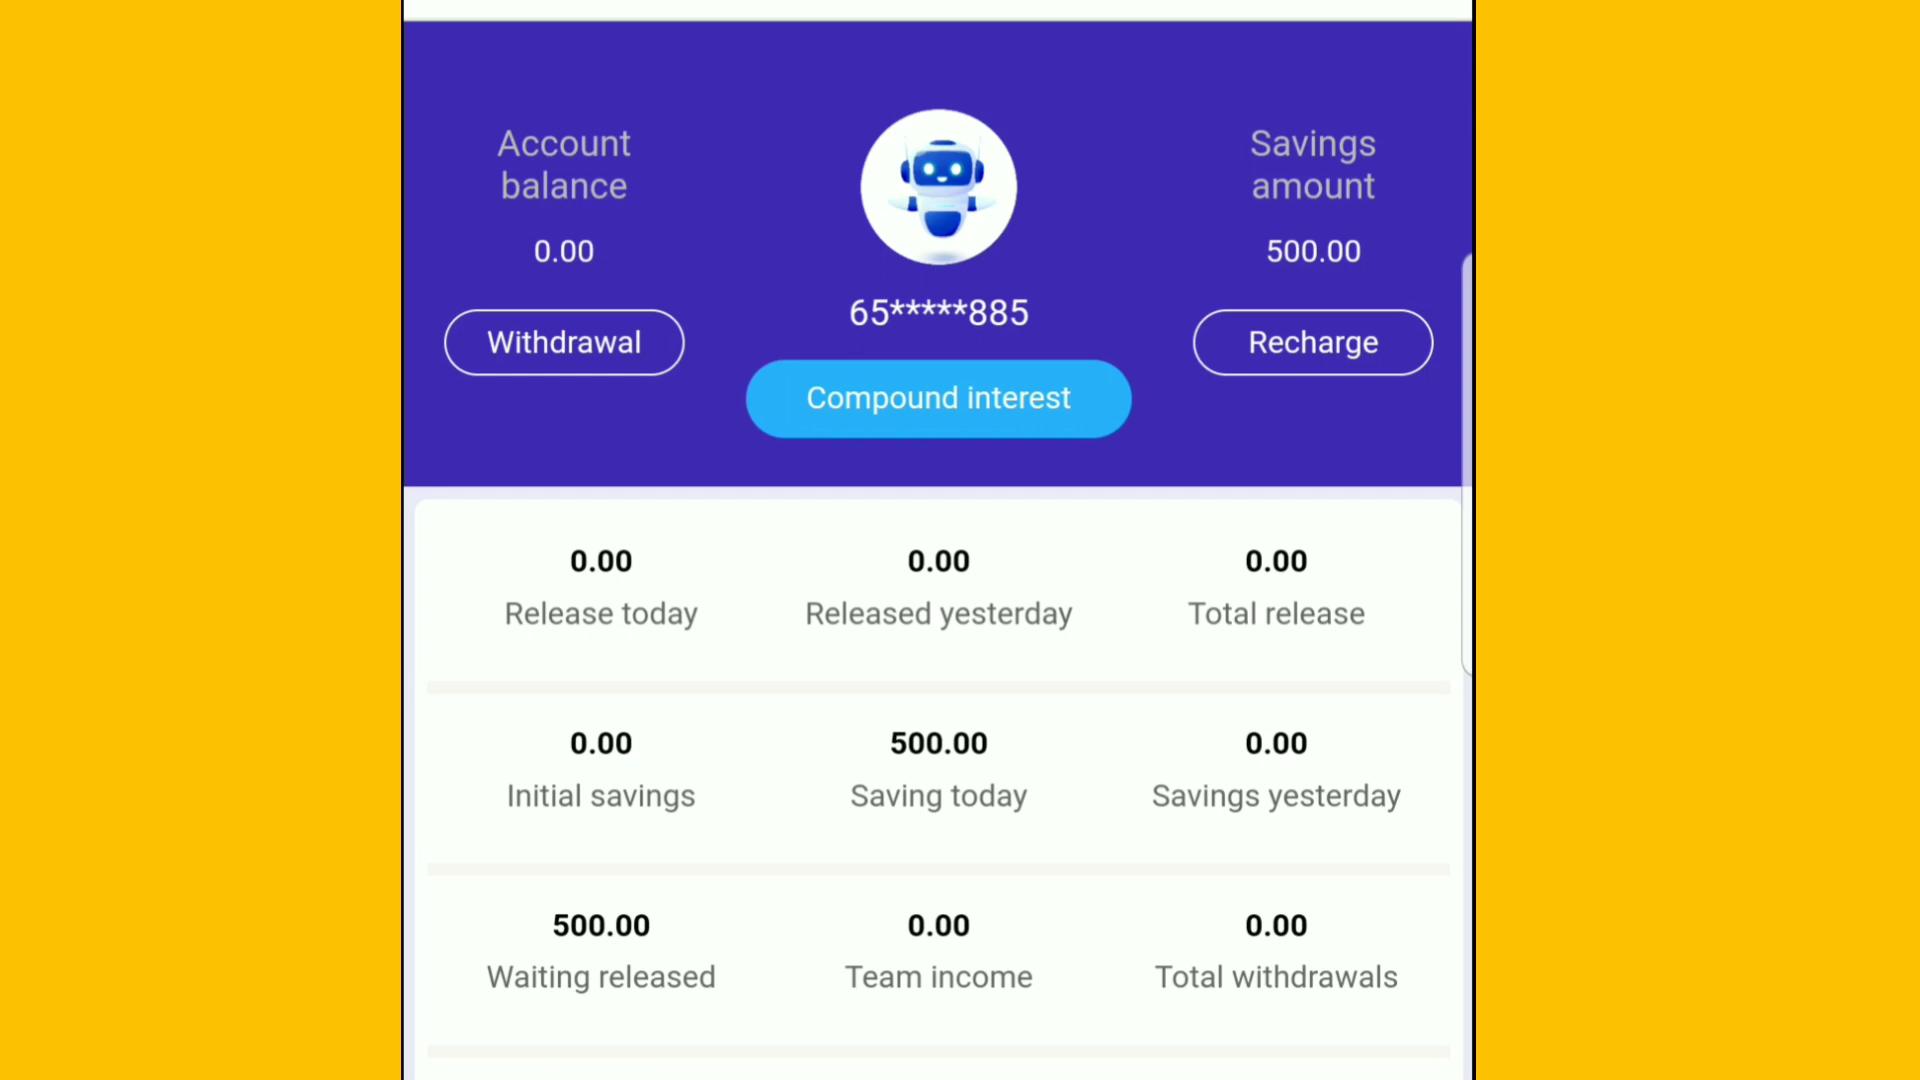 Account
balance
0.00
Withdrawal
65*****885
Compound interest
Savings
amount
500.00
Recharge
0.00 0.00 0.00
Release today Released yesterday Total release
0.00 500.00 0.00
Initial savings Saving today Savings yesterday
500.00 0.00 0.00
Waiting released Team income Total withdrawals